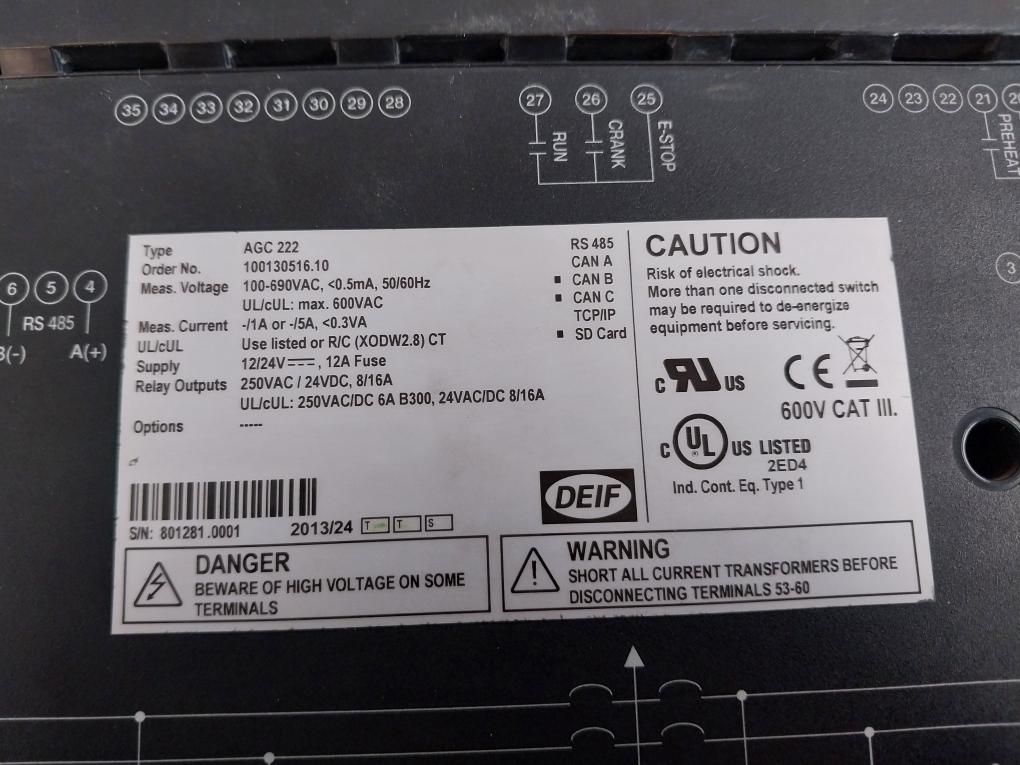 35 34 33 32 31 30 29 28
27 26 25
24 23 22 21
RUN
CRANK
E-STOP
PREHEAT
6 5 4
RS 485
A(+)
3
Type AGC 222
Order No. 100130516.10
Meas. Voltage 100-690VAC, <0.5mA, 50/60Hz
UL/cUL: max. 600VAC
Meas. Current -/1A or -/5A, <0.3VA
UL/cUL Use listed or R/C (XODW2.8) CT
Supply 12/24V⎓, 12A Fuse
Relay Outputs 250VAC / 24VDC, 8/16A
UL/cUL: 250VAC/DC 6A B300, 24VAC/DC 8/16A
Options -----
RS 485
CAN A
▪ CAN B
▪ CAN C
TCP/IP
▪ SD Card
CAUTION
Risk of electrical shock.
More than one disconnected switch
may be required to de-energize
equipment before servicing.
c RU US
CE
600V CAT III.
c UL ® US LISTED
2ED4
Ind. Cont. Eq. Type 1
DEIF
S/N: 801281.0001
2013/24 T T S
DANGER
BEWARE OF HIGH VOLTAGE ON SOME
TERMINALS
WARNING
SHORT ALL CURRENT TRANSFORMERS BEFORE
DISCONNECTING TERMINALS 53-60